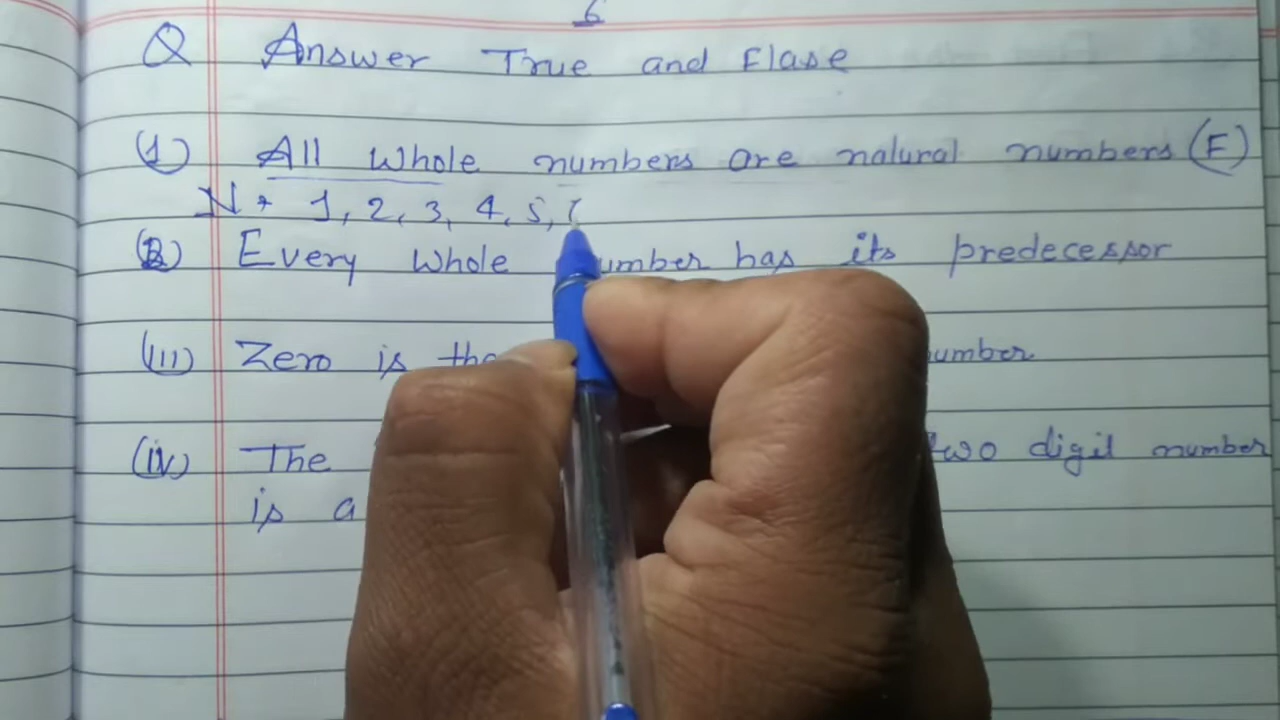 6
Q Answer True and Flase
(1) All Whole numbers are natural numbers (F)
N → 1, 2, 3, 4, 5,
Every Whole number has its predecessor
(III) Zero is the number
(iv) The two digit number
is a